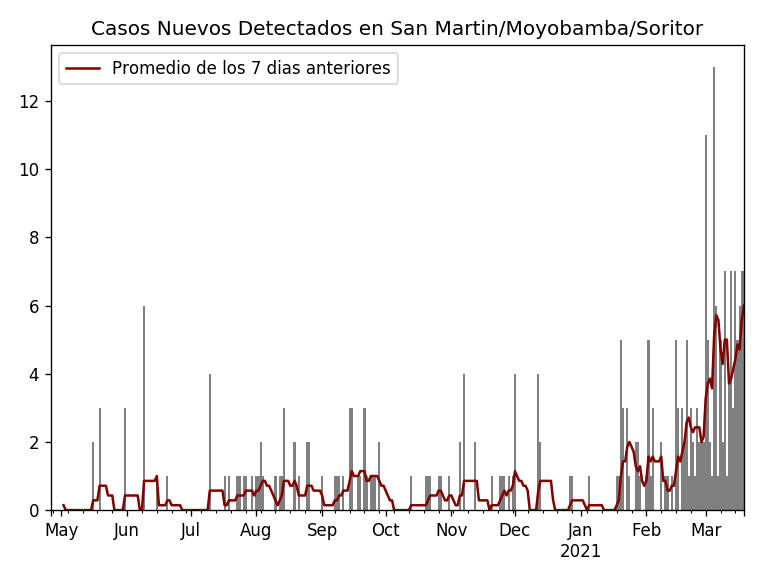 Casos Nuevos Detectados en San Martin/Moyobamba/Soritor
Promedio de los 7 dias anteriores
12
10
8
6
4
2
0
May Jun Jul Aug Sep Oct Nov Dec Jan Feb Mar
2021